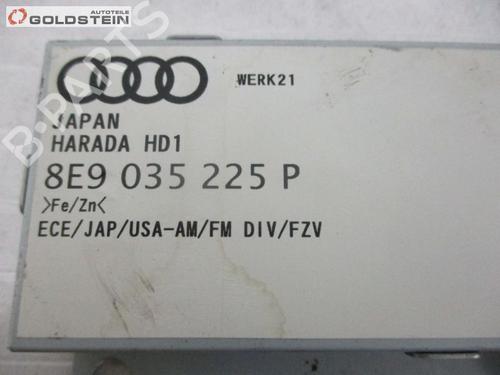 Autoteile
GOLDSTEIN
B-PARTS
WERK21
JAPAN
HARADA HD1
8E9 035 225 P
>Fe/Zn<
ECE/JAP/USA-AM/FM DIV/FZV